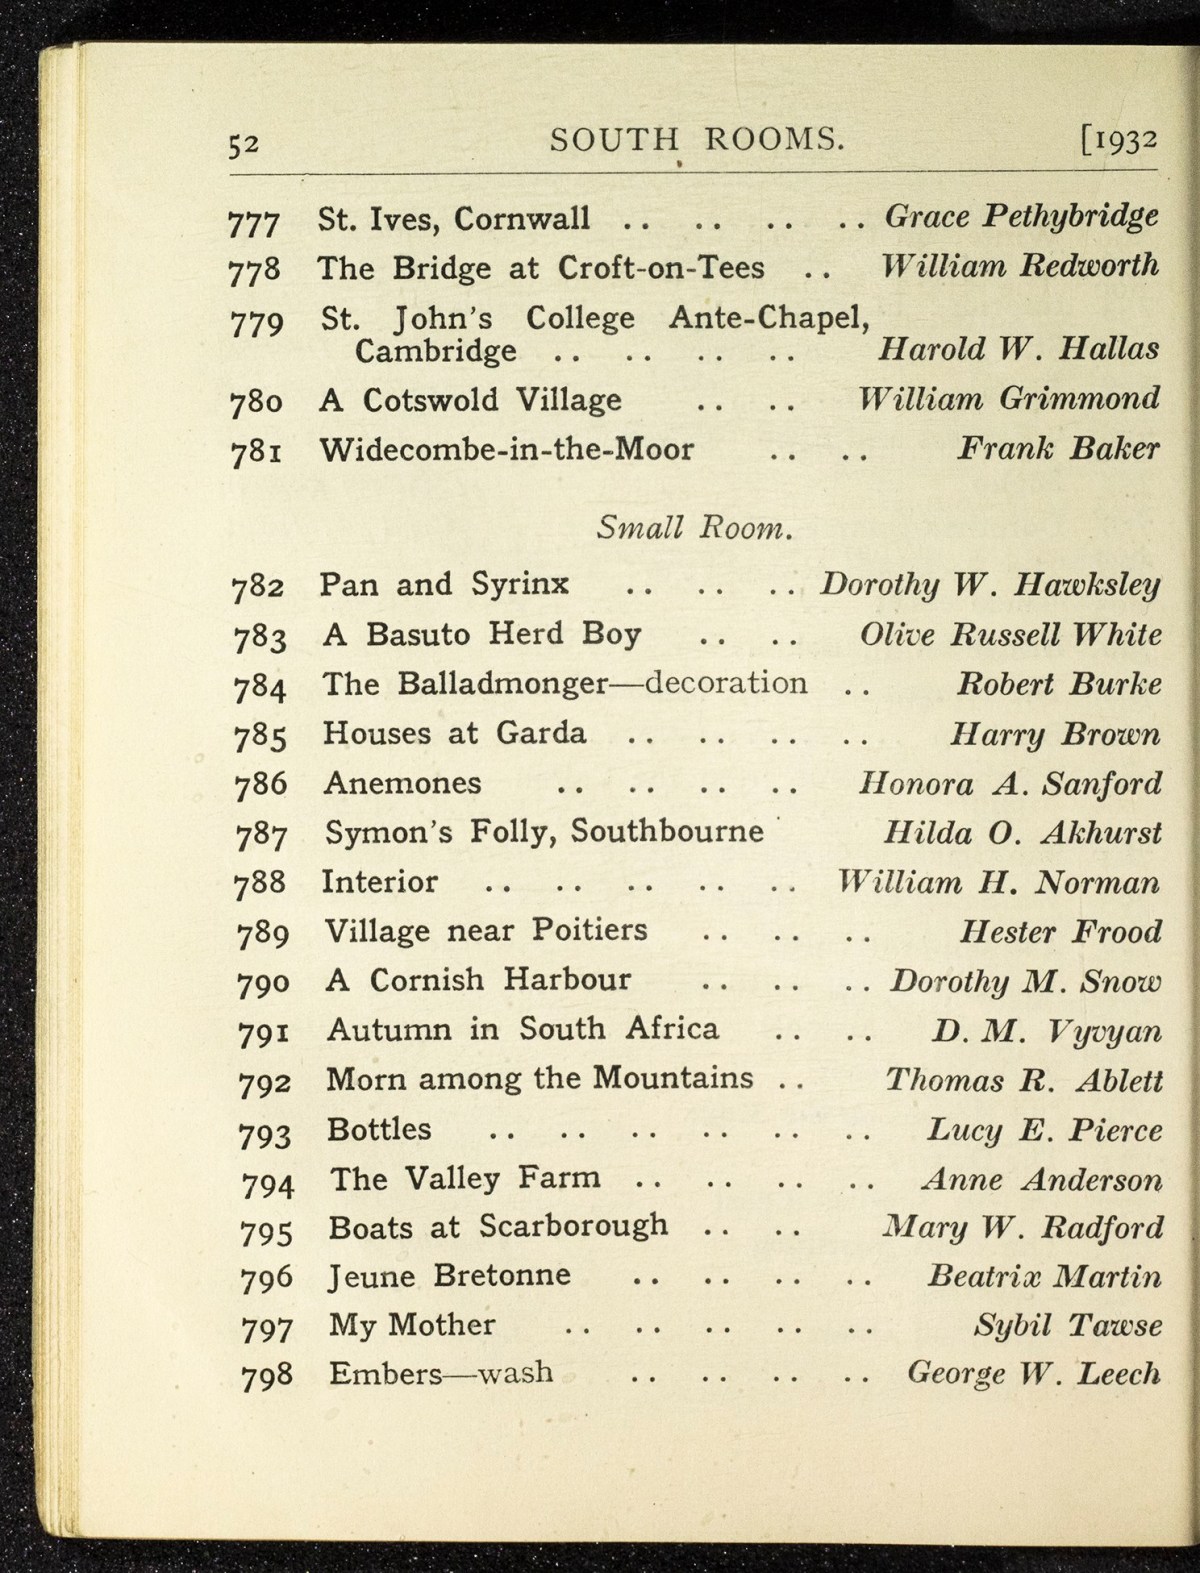 52 SOUTH ROOMS. [1932
777 St. Ives, Cornwall .. .. .. .. Grace Pethybridge
778 The Bridge at Croft-on-Tees .. William Redworth
779 St. John's College Ante-Chapel,
Cambridge .. .. .. .. Harold W. Hallas
780 A Cotswold Village .. .. William Grimmond
781 Widecombe-in-the-Moor .. .. Frank Baker
Small Room.
782 Pan and Syrinx .. .. .. Dorothy W. Hawksley
783 A Basuto Herd Boy .. .. Olive Russell White
784 The Balladmonger—decoration .. Robert Burke
785 Houses at Garda .. .. .. .. Harry Brown
786 Anemones .. .. .. .. Honora A. Sanford
787 Symon's Folly, Southbourne Hilda O. Akhurst
788 Interior .. .. .. .. .. William H. Norman
789 Village near Poitiers .. .. .. Hester Frood
790 A Cornish Harbour .. .. .. Dorothy M. Snow
791 Autumn in South Africa .. .. D. M. Vyvyan
792 Morn among the Mountains .. Thomas R. Ablett
793 Bottles .. .. .. .. .. .. Lucy E. Pierce
794 The Valley Farm .. .. .. .. Anne Anderson
795 Boats at Scarborough .. .. Mary W. Radford
796 Jeune Bretonne .. .. .. .. Beatrix Martin
797 My Mother .. .. .. .. .. Sybil Tawse
798 Embers—wash .. .. .. .. George W. Leech